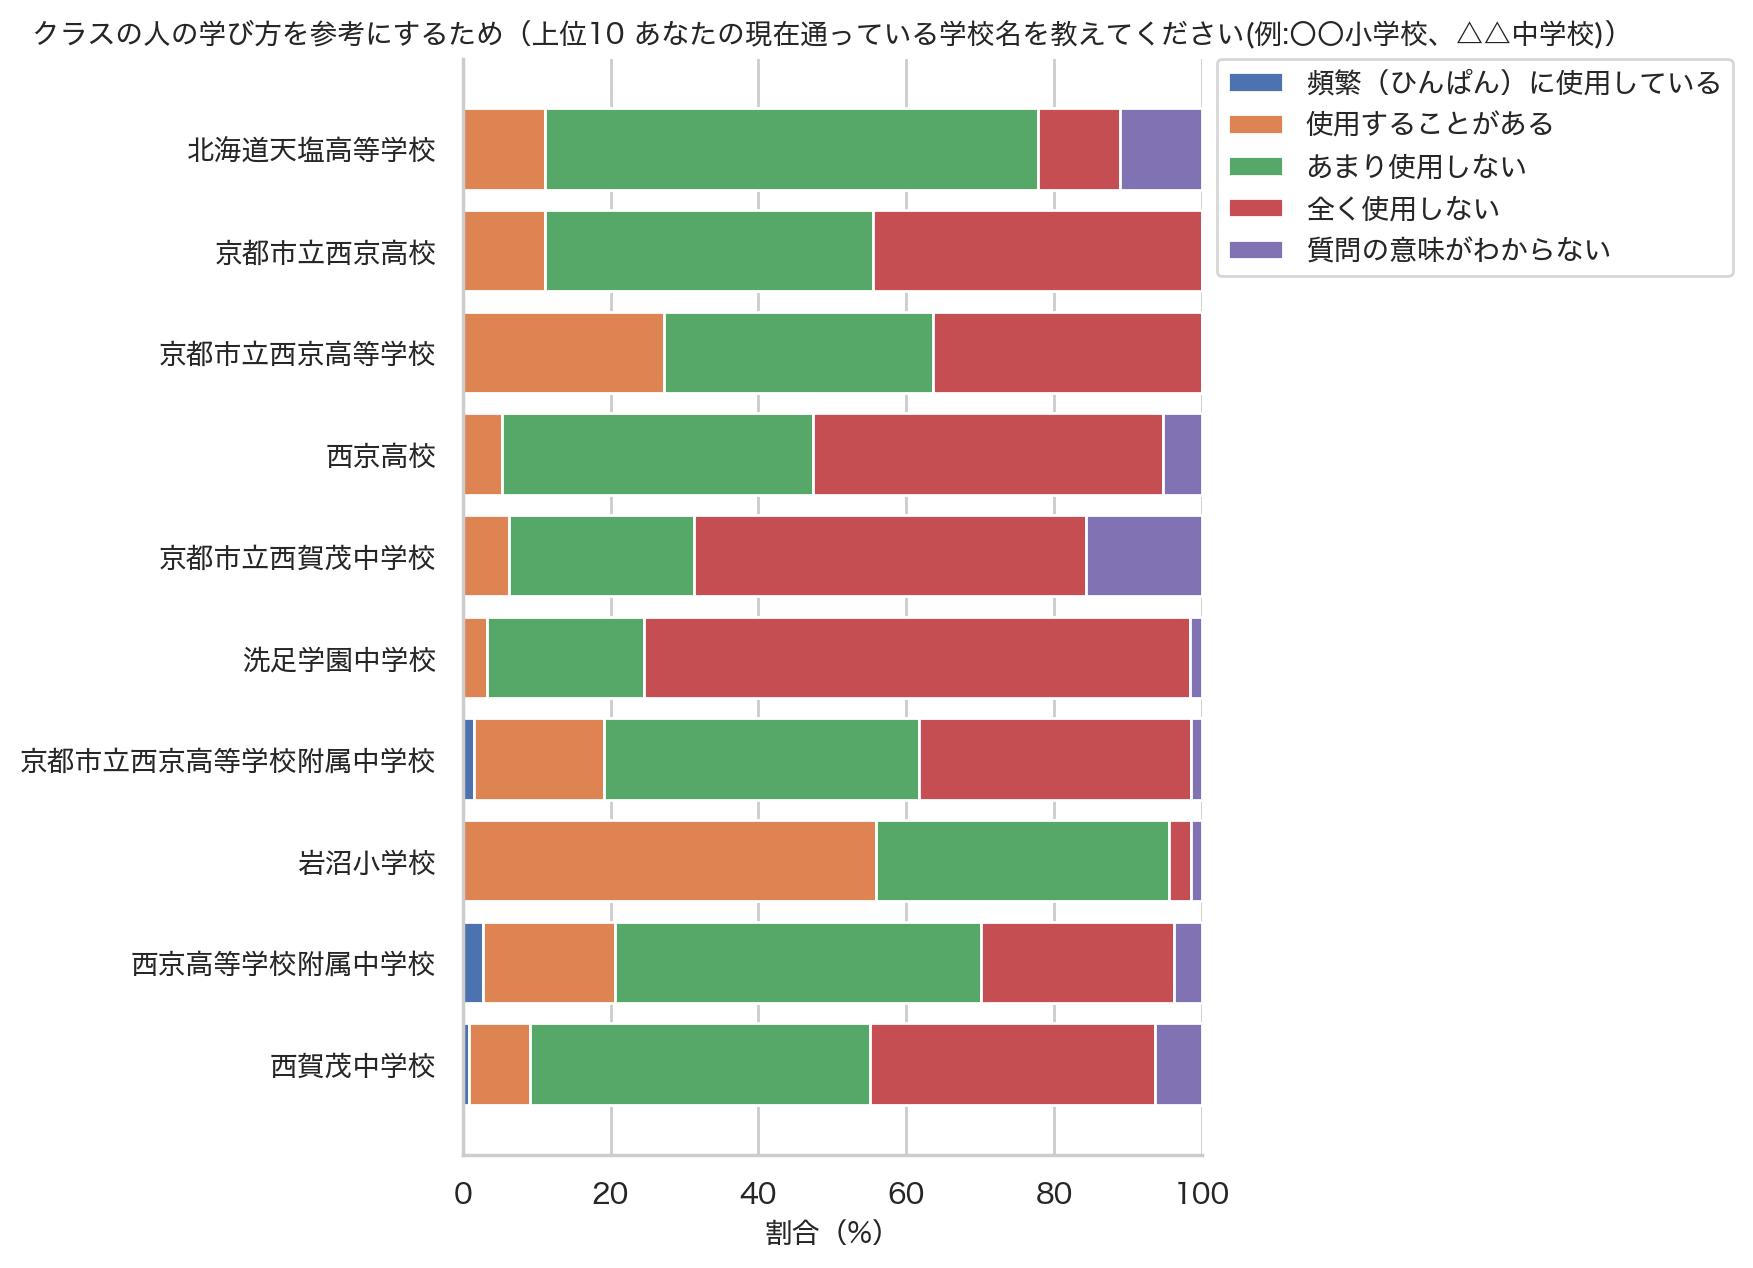 クラスの人の学び方を参考にするため（上位10 あなたの現在通っている学校名を教えてください(例:〇〇小学校、△△中学校)）
頻繁（ひんぱん）に使用している
使用することがある
あまり使用しない
全く使用しない
質問の意味がわからない
北海道天塩高等学校
京都市立西京高校
京都市立西京高等学校
西京高校
京都市立西賀茂中学校
洗足学園中学校
京都市立西京高等学校附属中学校
岩沼小学校
西京高等学校附属中学校
西賀茂中学校
0 20 40 60 80 100
割合（%）